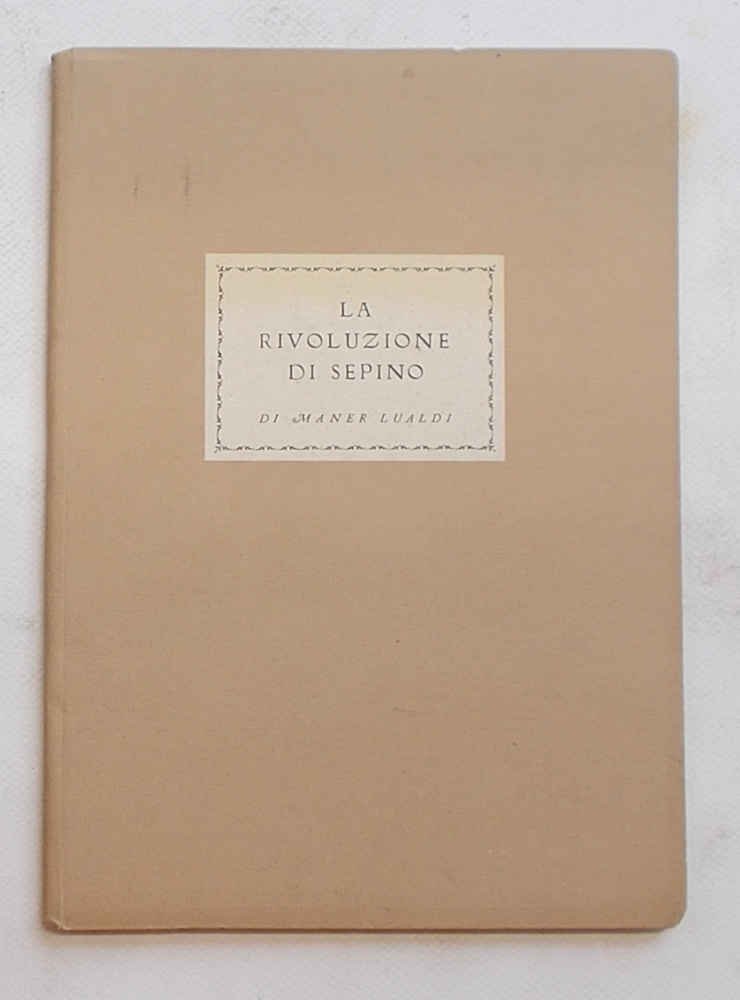 LA
RIVOLUZIONE
DI SEPINO
DI MANER LUALDI